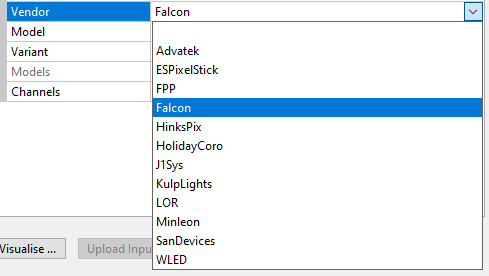 Vendor Falcon
Model
Variant
Models
Channels
Advatek
ESPixelStick
FPP
Falcon
HinksPix
HolidayCoro
J1Sys
KulpLights
LOR
Minleon
SanDevices
WLED
Visualise ... Upload Inpu